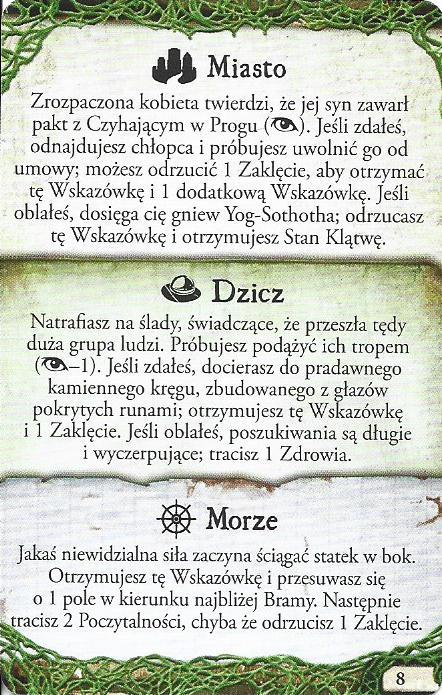 Miasto
Zrozpaczona kobieta twierdzi, że jej syn zawarł
pakt z Czyhającym w Progu (). Jeśli zdałeś,
odnajdujesz chłopca i próbujesz uwolnić go od
umowy; możesz odrzucić 1 Zaklęcie, aby otrzymać
tę Wskazówkę i 1 dodatkową Wskazówkę. Jeśli
oblałeś, dosięga cię gniew Yog-Sothotha; odrzucasz
tę Wskazówkę i otrzymujesz Stan Klątwę.
Dzicz
Natrafiasz na ślady, świadczące, że przeszła tędy
duża grupa ludzi. Próbujesz podążyć ich tropem
(–1). Jeśli zdałeś, docierasz do pradawnego
kamiennego kręgu, zbudowanego z głazów
pokrytych runami; otrzymujesz tę Wskazówkę
i 1 Zaklęcie. Jeśli oblałeś, poszukiwania są długie
i wyczerpujące; tracisz 1 Zdrowia.
Morze
Jakaś niewidzialna siła zaczyna ściągać statek w bok.
Otrzymujesz tę Wskazówkę i przesuwasz się
o 1 pole w kierunku najbliżej Bramy. Następnie
tracisz 2 Poczytalności, chyba że odrzucisz 1 Zaklęcie.
8